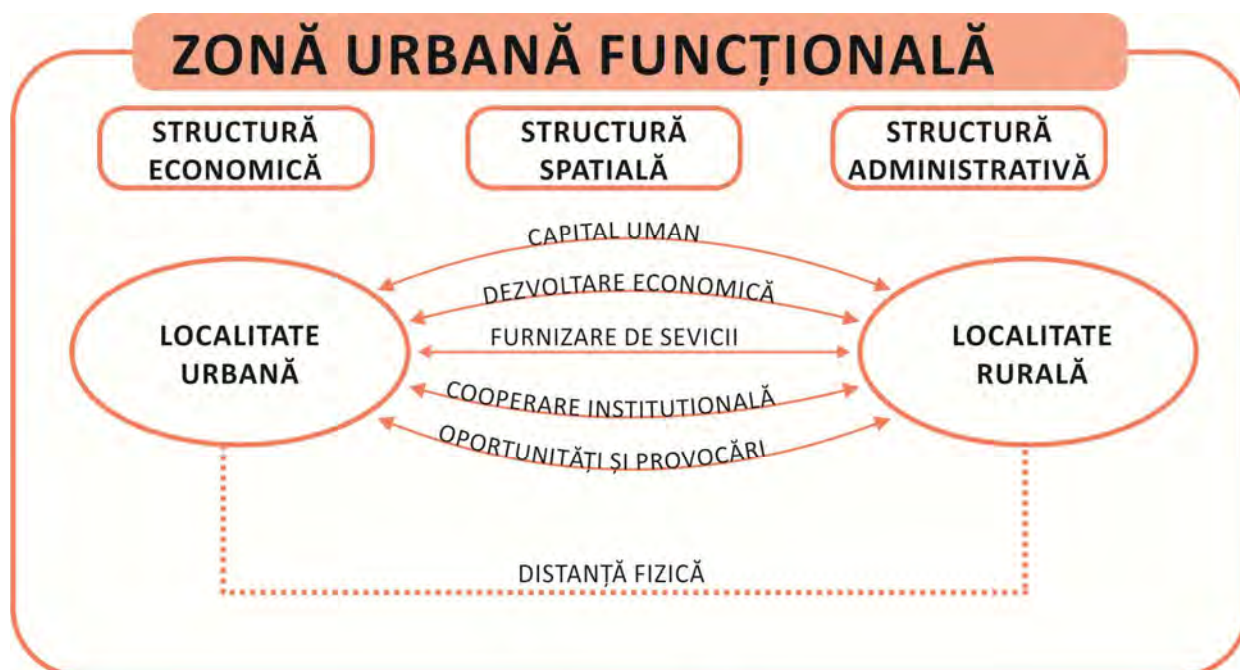 ZONĂ URBANĂ FUNCȚIONALĂ
STRUCTURĂ
ECONOMICĂ
STRUCTURĂ
SPATIALĂ
STRUCTURĂ
ADMINISTRATIVĂ
CAPITAL UMAN
DEZVOLTARE ECONOMICĂ
FURNIZARE DE SEVICII
COOPERARE INSTITUTIONALĂ
OPORTUNITĂȚI ȘI PROVOCĂRI
LOCALITATE
URBANĂ
LOCALITATE
RURALĂ
DISTANȚĂ FIZICĂ